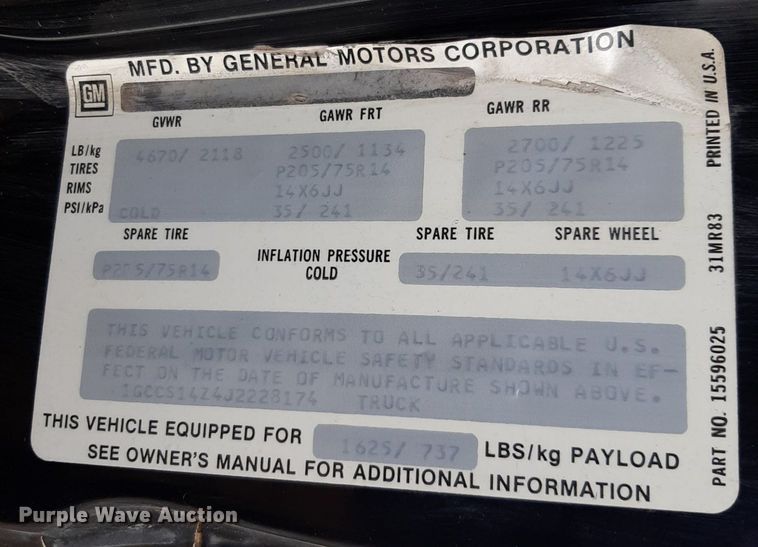 MFD. BY GENERAL MOTORS CORPORATION
GM
GVWR GAWR FRT GAWR RR
LB/kg 4670/ 2118 2500/ 1134 2700/ 1225
TIRES P205/75R14 P205/75R14
RIMS 14X6JJ 14X6JJ
PSI/kPa COLD 35/ 241 35/ 241
SPARE TIRE INFLATION PRESSURE COLD SPARE TIRE SPARE WHEEL
P205/75R14 35/241 14X6JJ
THIS VEHICLE CONFORMS TO ALL APPLICABLE U.S.
FEDERAL MOTOR VEHICLE SAFETY STANDARDS IN EF-
FECT ON THE DATE OF MANUFACTURE SHOWN ABOVE.
1GCCS14Z4J2228174 TRUCK
THIS VEHICLE EQUIPPED FOR 1625/ 737 LBS/kg PAYLOAD
SEE OWNER'S MANUAL FOR ADDITIONAL INFORMATION
PART NO. 15596025 31MR83 PRINTED IN U.S.A.
Purple Wave Auction